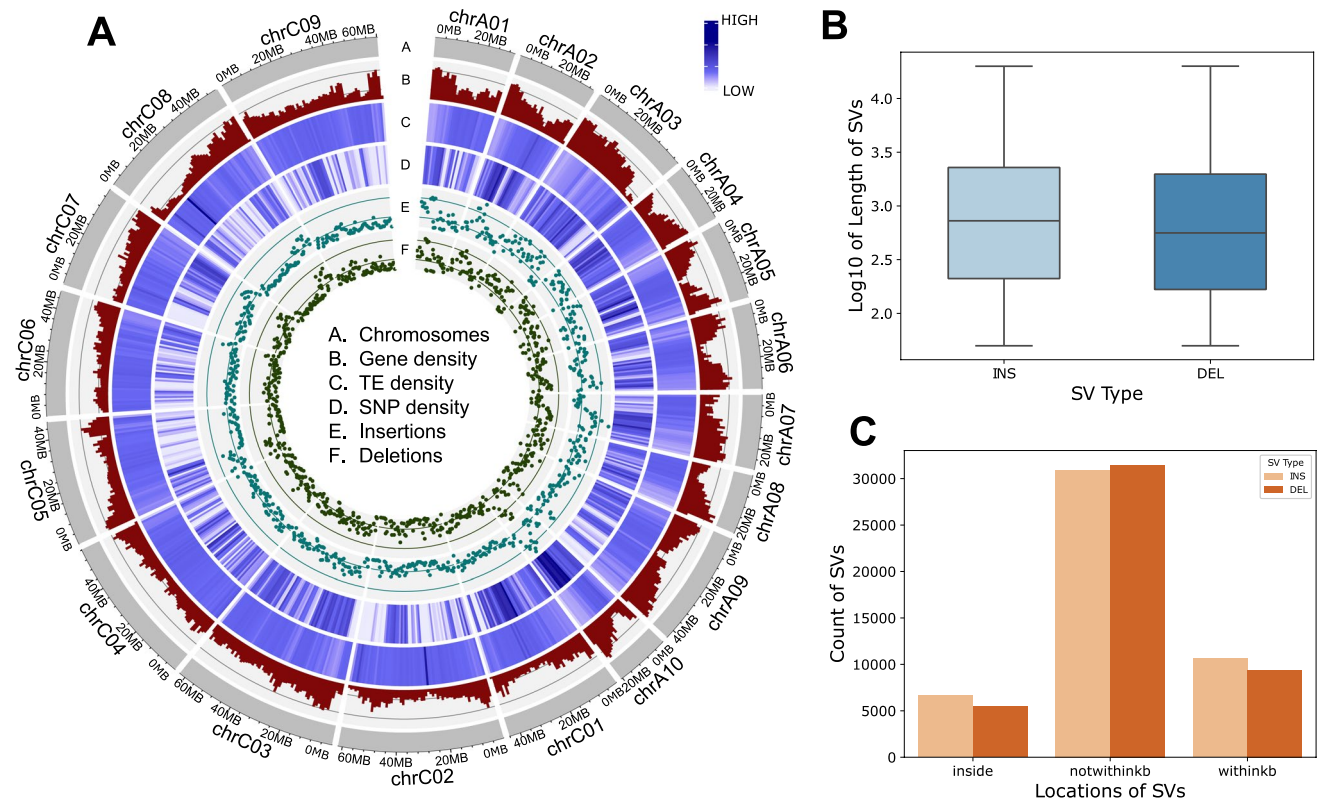 A
HIGH
LOW
A
B
C
D
E
F
chrA01
0MB 20MB
chrA02
0MB 20MB
chrA03
0MB 20MB
chrA04
0MB 20MB
chrA05
0MB 20MB
chrA06
0MB 20MB
chrA07
0MB 20MB
chrA08
0MB 20MB
chrA09
0MB 20MB 40MB
chrA10
0MB 20MB
chrC01
0MB 20MB 40MB
chrC02
0MB 20MB 40MB 60MB
chrC03
0MB 20MB 40MB 60MB
chrC04
0MB 20MB 40MB
chrC05
0MB 20MB 40MB
chrC06
0MB 20MB 40MB
chrC07
0MB 20MB
chrC08
0MB 20MB 40MB
chrC09
0MB 20MB 40MB 60MB
A. Chromosomes
B. Gene density
C. TE density
D. SNP density
E. Insertions
F. Deletions
B
Log10 of Length of SVs
4.0
3.5
3.0
2.5
2.0
INS DEL
SV Type
C
Count of SVs
30000
25000
20000
15000
10000
5000
0
SV Type
INS
DEL
inside notwithinkb withinkb
Locations of SVs